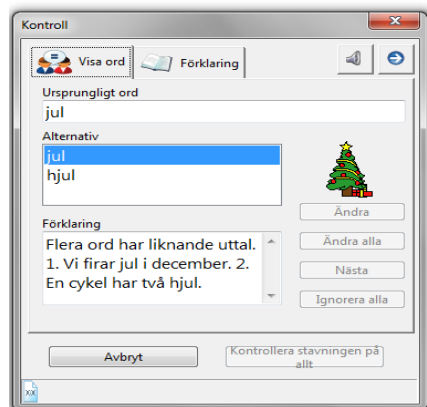 Kontroll
Visa ord
Förklaring
Ursprungligt ord
jul
Alternativ
jul
hjul
Förklaring
Flera ord har liknande uttal.
1. Vi firar jul i december. 2.
En cykel har två hjul.
Ändra
Ändra alla
Nästa
Ignorera alla
Avbryt
Kontrollera stavningen på
allt